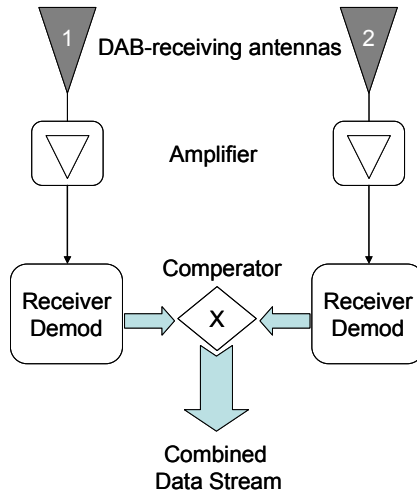 1
DAB-receiving antennas
2
Amplifier
Comperator
Receiver
Demod
X
Receiver
Demod
Combined
Data Stream